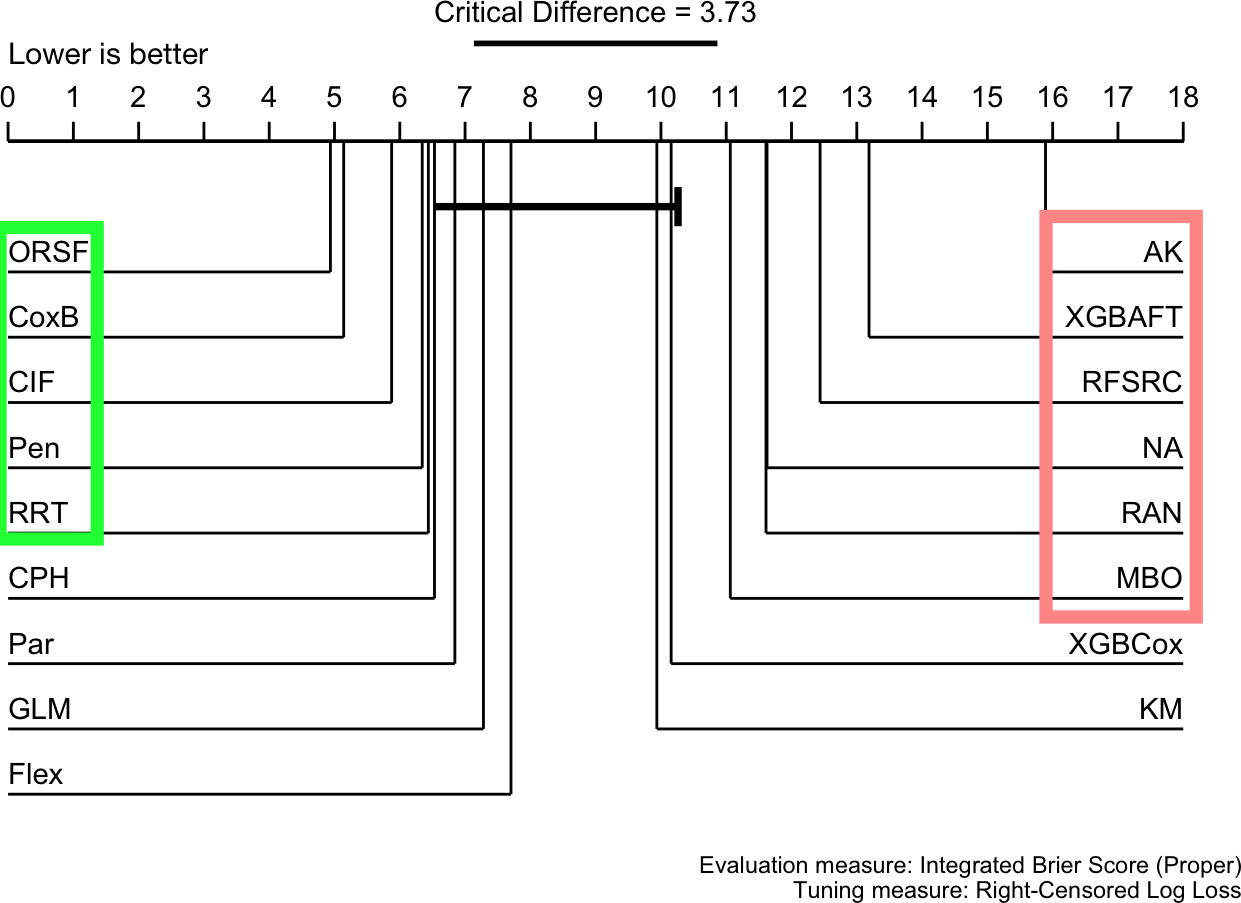 Critical Difference = 3.73
Lower is better
0 1 2 3 4 5 6 7 8 9 10 11 12 13 14 15 16 17 18
ORSF AK
CoxB XGBAFT
CIF RFSRC
Pen NA
RRT RAN
CPH MBO
Par XGBCox
GLM KM
Flex
Evaluation measure: Integrated Brier Score (Proper)
Tuning measure: Right-Censored Log Loss